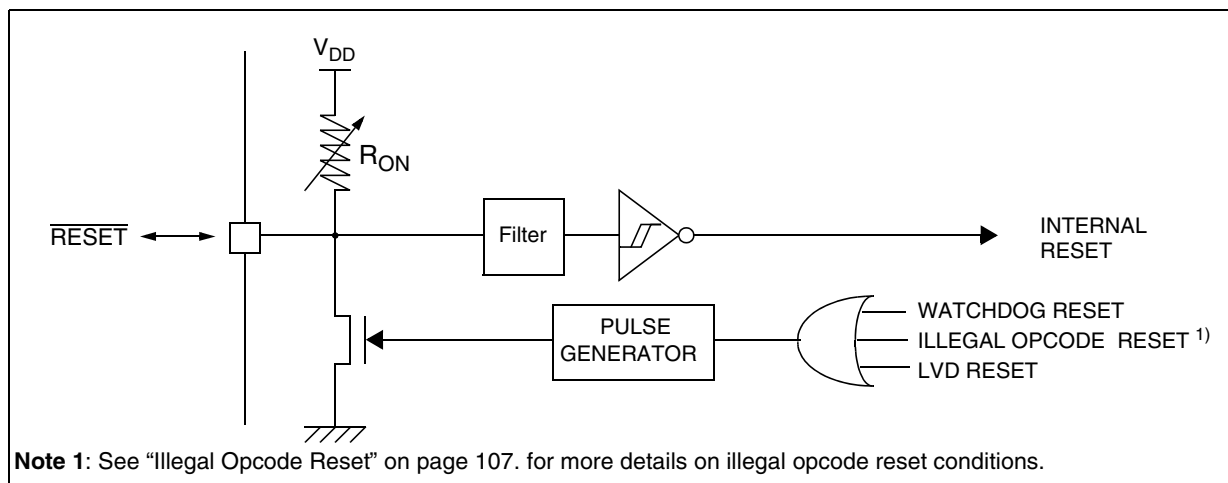 VDD
RON
RESET
Filter
INTERNAL
RESET
PULSE
GENERATOR
WATCHDOG RESET
ILLEGAL OPCODE RESET 1)
LVD RESET
Note 1: See “Illegal Opcode Reset” on page 107. for more details on illegal opcode reset conditions.